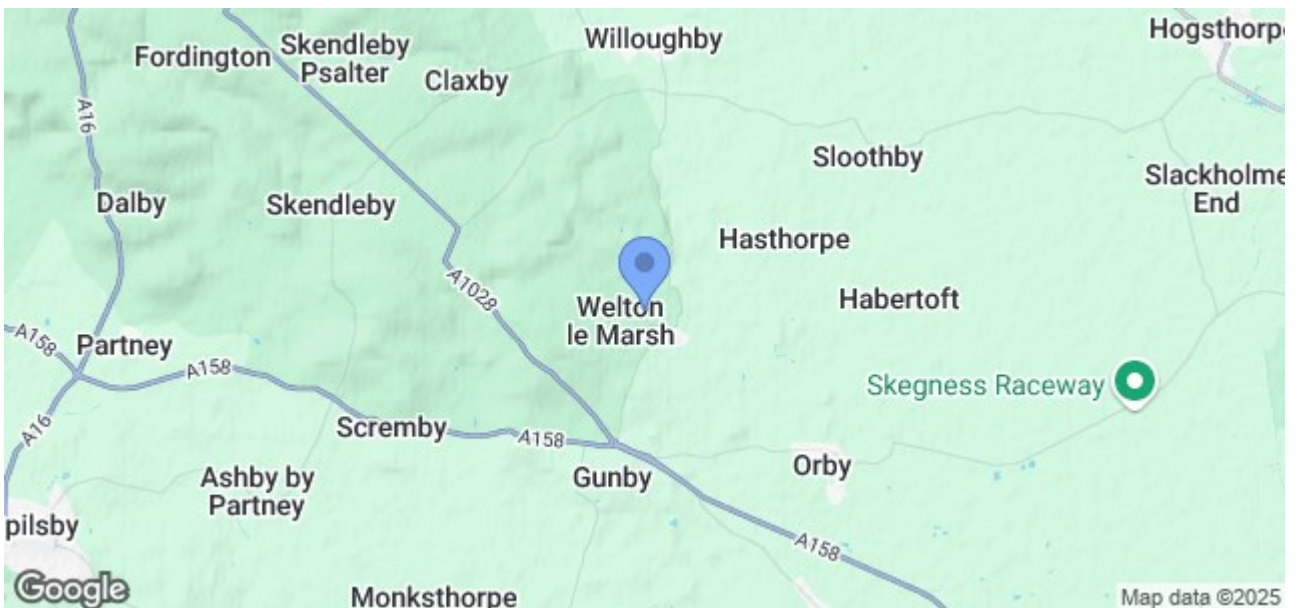 Hogsthorp
Willoughby
Fordington
Skendleby
Psalter
Claxby
A16
Sloothby
Slackholme
End
Dalby
Skendleby
Hasthorpe
A1028
Habertoft
Welton
le Marsh
A158
Partney
A158
Skegness Raceway
A16
Scremby
A158
Orby
Ashby by
Partney
Gunby
pilsby
A158
Monksthorpe
Google
Map data ©2025